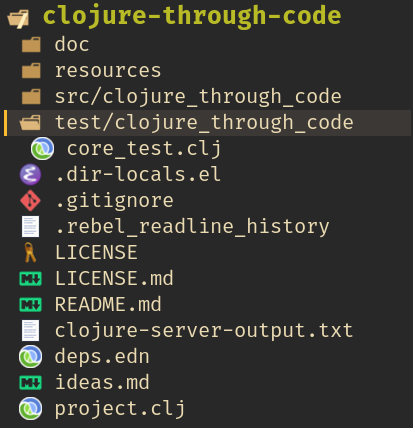 clojure-through-code
doc
resources
src/clojure_through_code
test/clojure_through_code
core_test.clj
.dir-locals.el
.gitignore
.rebel_readline_history
LICENSE
LICENSE.md
README.md
clojure-server-output.txt
deps.edn
ideas.md
project.clj